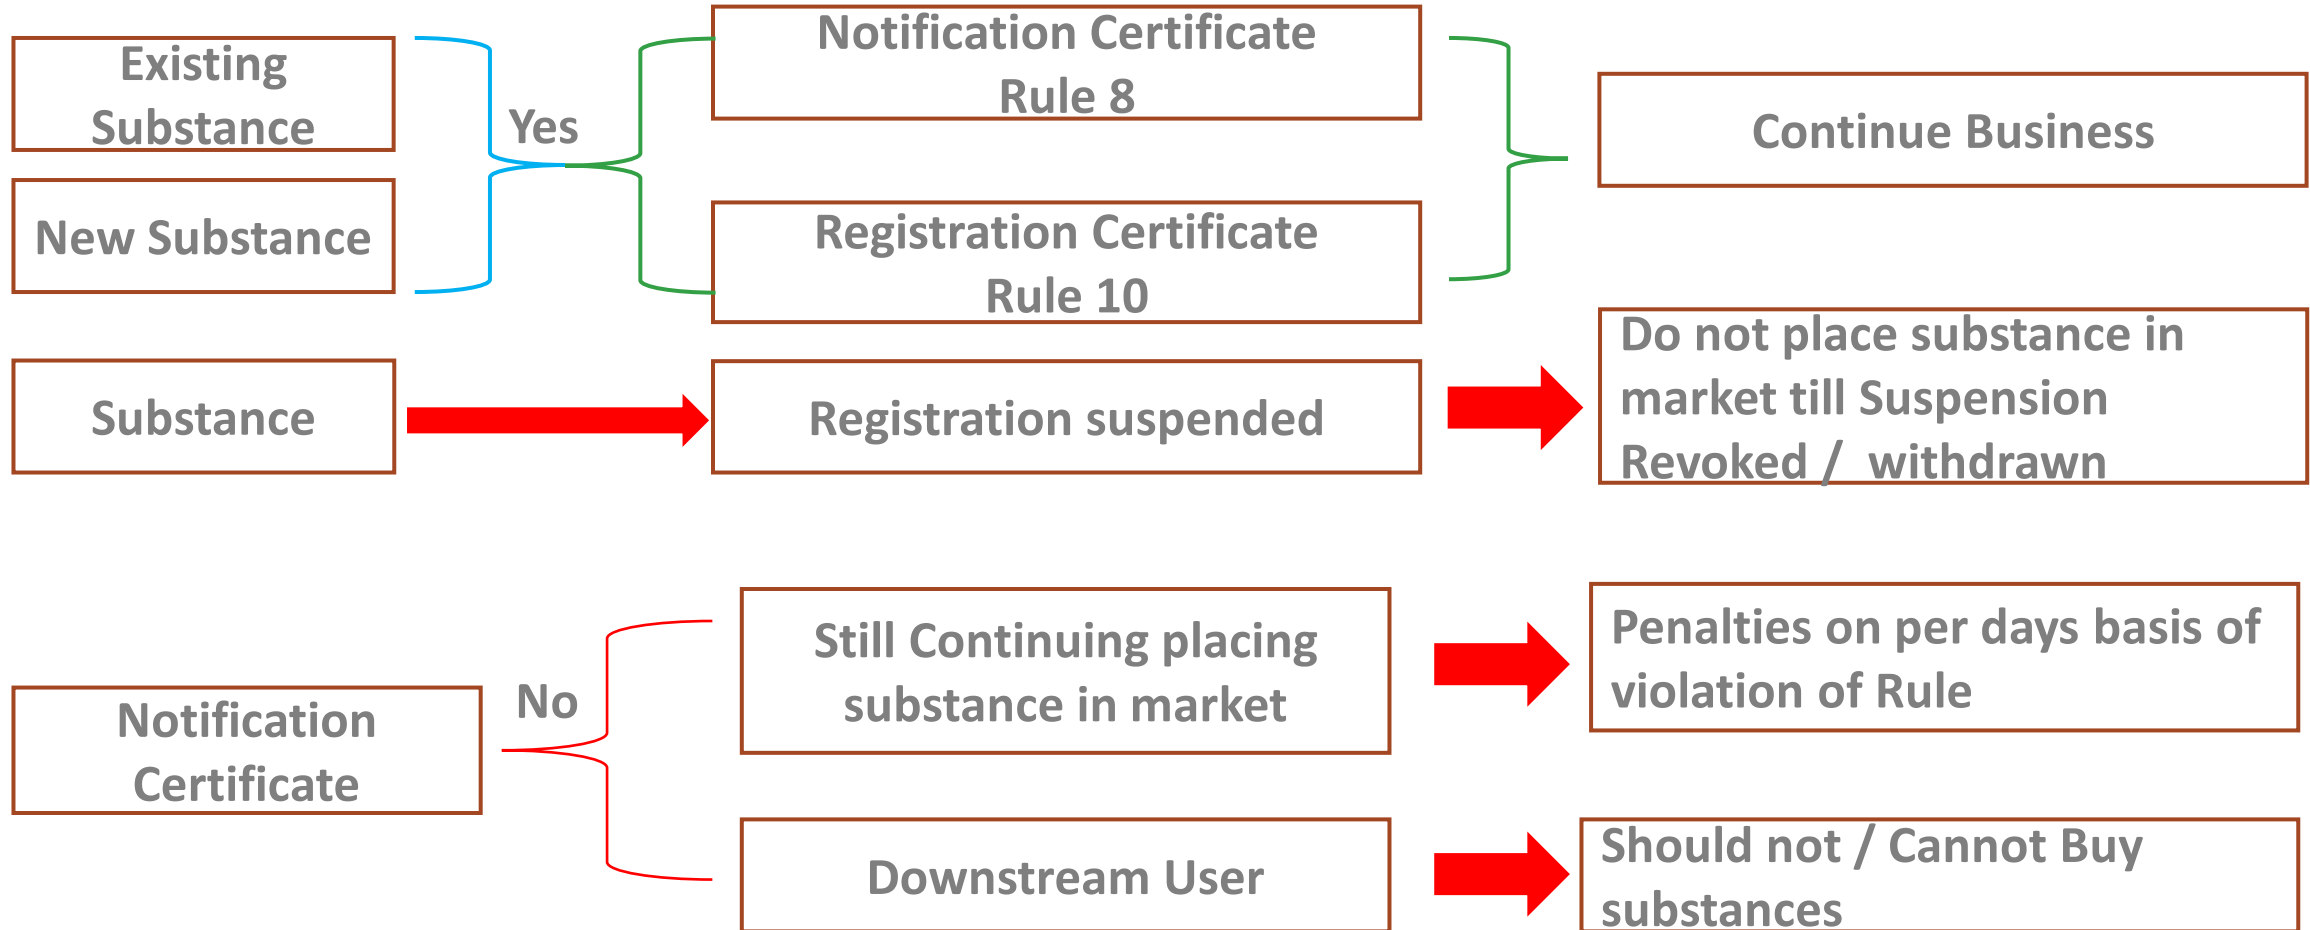 Existing
Substance
Yes
Notification Certificate
Rule 8
Continue Business
New Substance
Registration Certificate
Rule 10
Substance
Registration suspended
Do not place substance in
market till Suspension
Revoked /  withdrawn
Notification
Certificate
No
Still Continuing placing
substance in market
Penalties on per days basis of
violation of Rule
Downstream User
Should not / Cannot Buy
substances